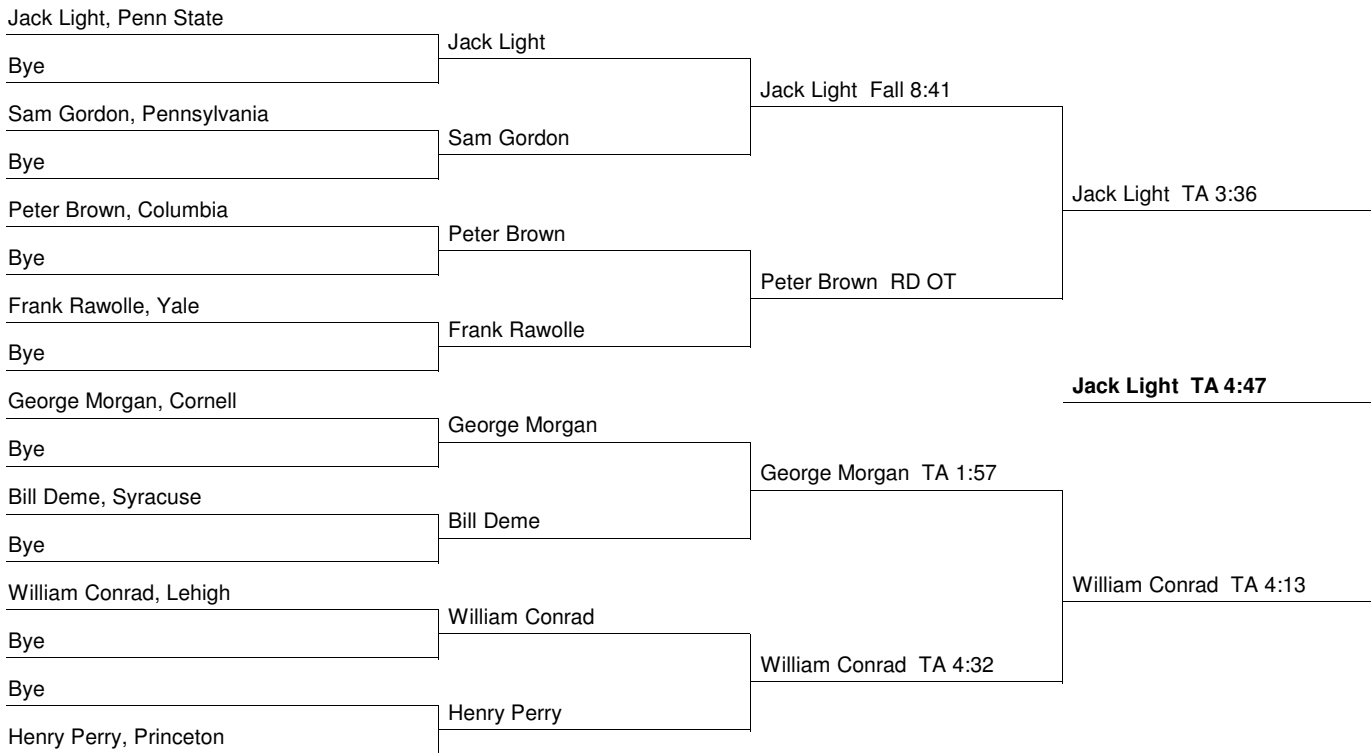 Jack Light, Penn State
Bye
Sam Gordon, Pennsylvania
Bye
Peter Brown, Columbia
Bye
Frank Rawolle, Yale
Bye
George Morgan, Cornell
Bye
Bill Deme, Syracuse
Bye
William Conrad, Lehigh
Bye
Bye
Henry Perry, Princeton
Jack Light
Sam Gordon
Peter Brown
Frank Rawolle
George Morgan
Bill Deme
William Conrad
Henry Perry
Jack Light Fall 8:41
Peter Brown RD OT
George Morgan TA 1:57
William Conrad TA 4:32
Jack Light TA 3:36
William Conrad TA 4:13
Jack Light TA 4:47